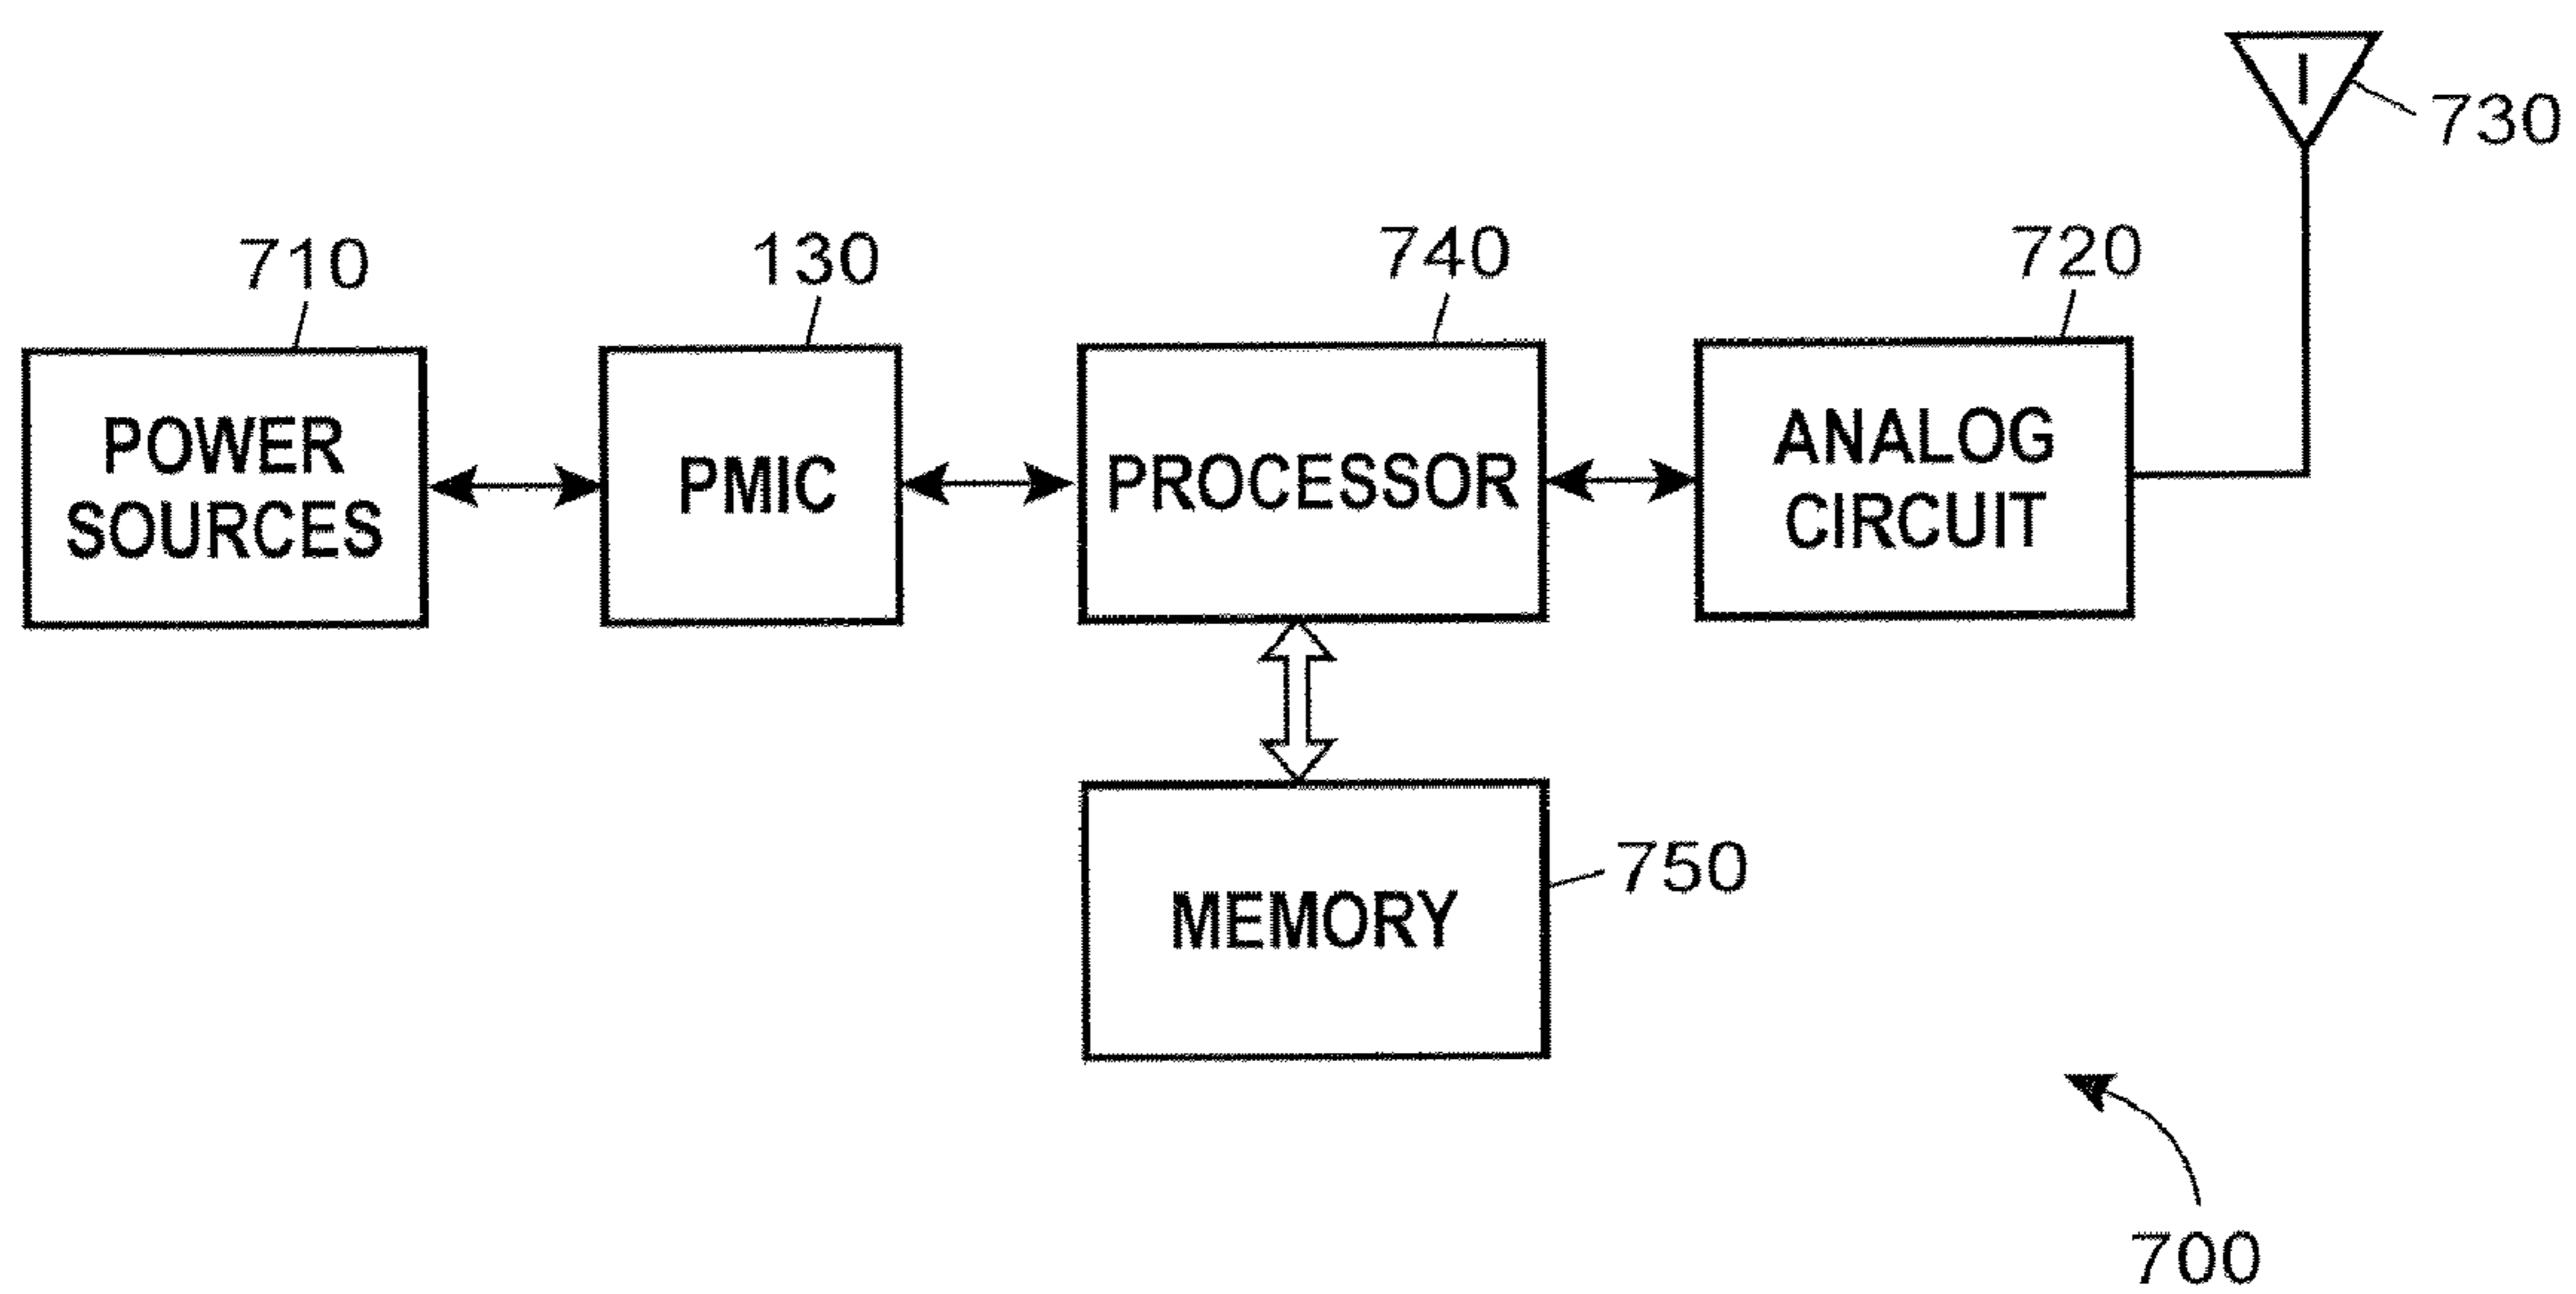 730
710
130
740
720
POWER
SOURCES
PMIC
PROCESSOR
ANALOG
CIRCUIT
MEMORY
750
700